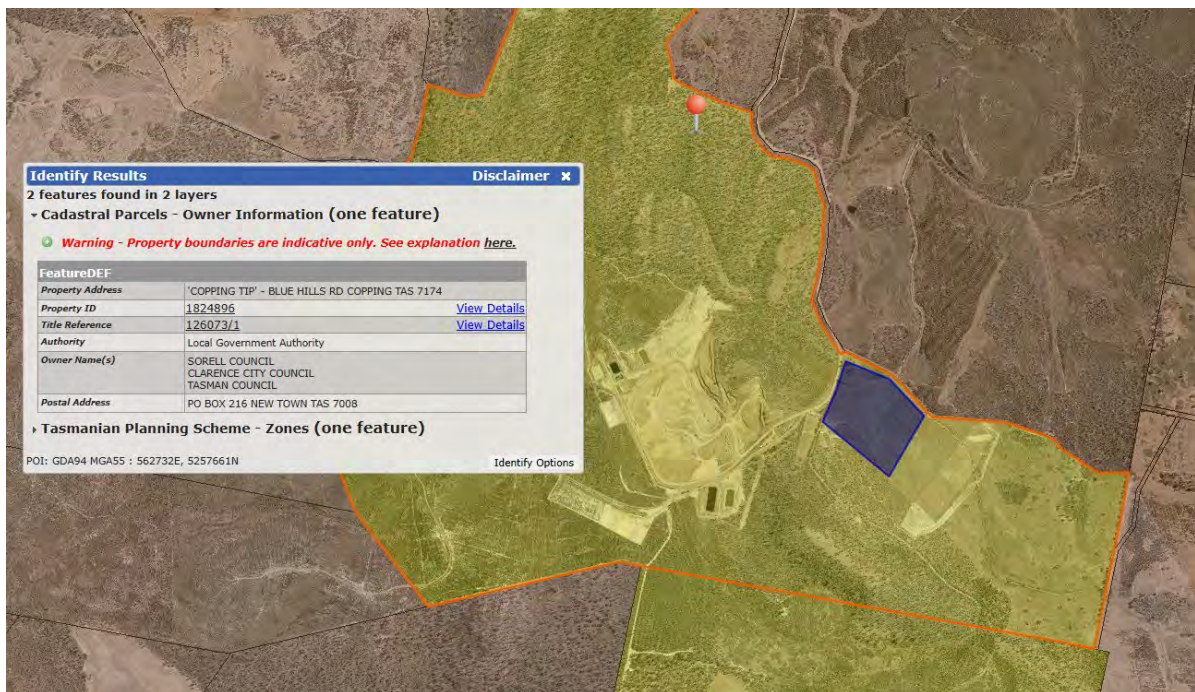 Identify Results Disclaimer ×
2 features found in 2 layers
Cadastral Parcels - Owner Information (one feature)
Warning - Property boundaries are indicative only. See explanation here.
FeatureDEF
Property Address 'COPPING TIP' - BLUE HILLS RD COPPING TAS 7174
Property ID 1824896 View Details
Title Reference 126073/1 View Details
Authority Local Government Authority
Owner Name(s) SORELL COUNCIL
CLARENCE CITY COUNCIL
TASMAN COUNCIL
Postal Address PO BOX 216 NEW TOWN TAS 7008
Tasmanian Planning Scheme - Zones (one feature)
POI: GDA94 MGA55 : 562732E, 5257661N Identify Options